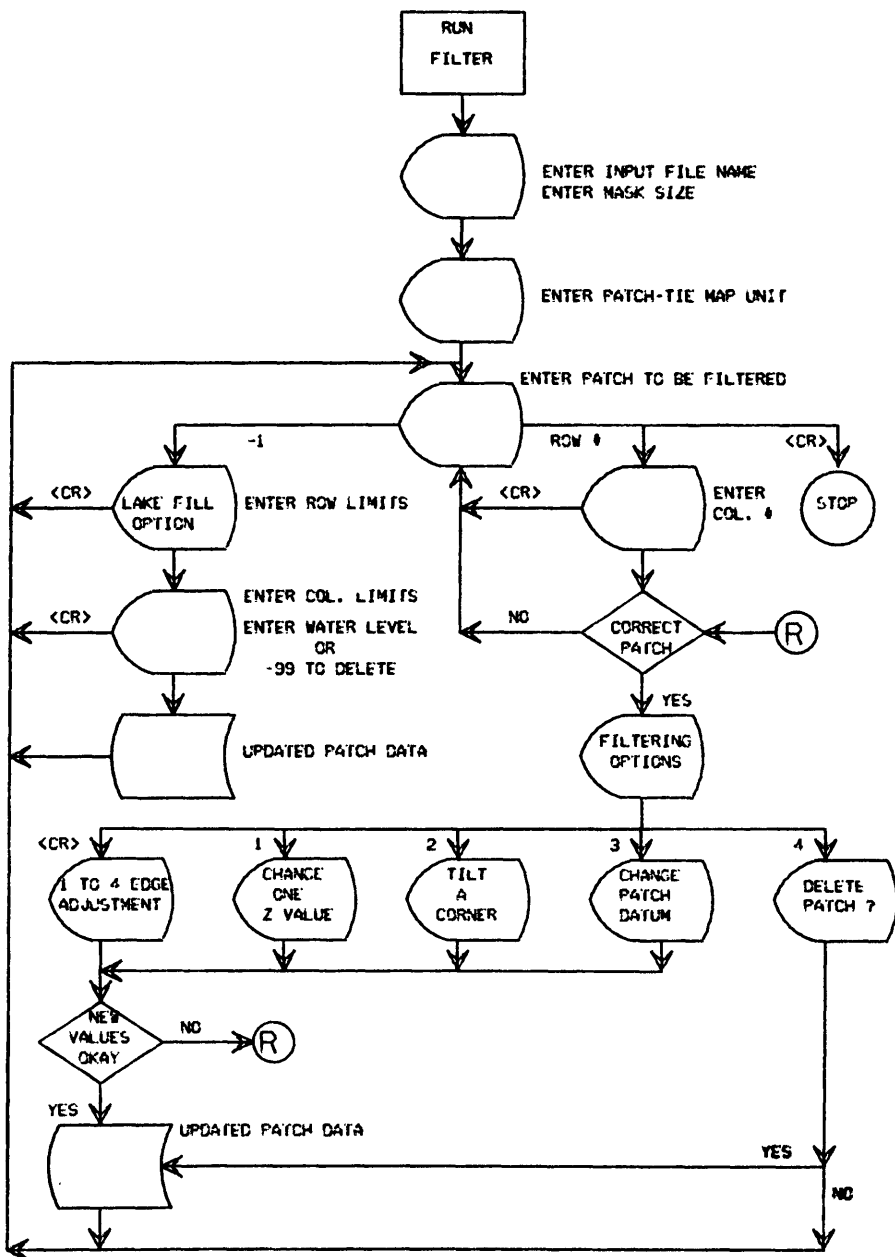 RUN
FILTER
ENTER INPUT FILE NAME
ENTER MASK SIZE
ENTER PATCH-TIE MAP UNIT
ENTER PATCH TO BE FILTERED
-1
ROW #
<CR>
<CR>
LAKE FILL
OPTION
ENTER ROW LIMITS
<CR>
ENTER
COL. #
STOP
<CR>
ENTER COL. LIMITS
ENTER WATER LEVEL
OR
-99 TO DELETE
NO
CORRECT
PATCH
R
YES
UPDATED PATCH DATA
FILTERING
OPTIONS
<CR>
1
2
3
4
1 TO 4 EDGE
ADJUSTMENT
CHANGE
ONE
Z VALUE
TILT
A
CORNER
CHANGE
PATCH
DATUM
DELETE
PATCH ?
NEW
VALUES
OKAY
NO
R
YES
UPDATED PATCH DATA
YES
NO